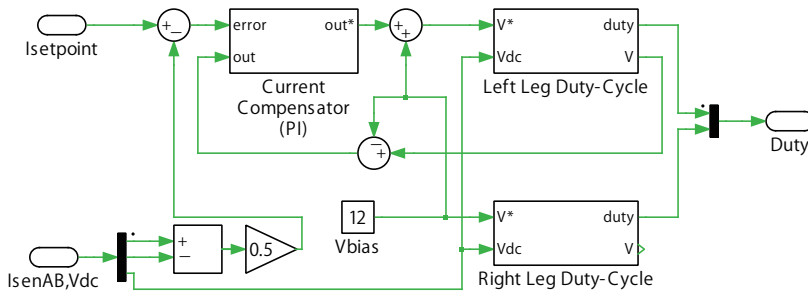 Isetpoint
+
−
error
out*
out
Current
Compensator
(PI)
+
+
V*
duty
Vdc
V
Left Leg Duty-Cycle
−
+
Duty
12
Vbias
V*
duty
Vdc
V
Right Leg Duty-Cycle
IsenAB,Vdc
+
−
0.5